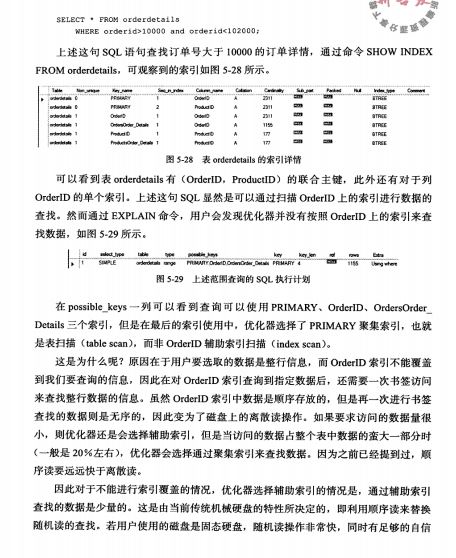 SELECT * FROM orderdetails
WHERE orderid>10000 and orderid<102000;
上述这句 SQL 语句查找订单号大于 10000 的订单详情，通过命令 SHOW INDEX
FROM orderdetails，可观察到的索引如图 5-28 所示。
Table Non_unique Key_name Seq_in_index Column_name Collation Cardinality Sub_part Packed Null Index_type Comment
orderdetails 0 PRIMARY 1 OrderID A 2311 NULL NULL BTREE
orderdetails 0 PRIMARY 2 ProductID A 2311 NULL NULL BTREE
orderdetails 1 OrderID 1 OrderID A 2311 NULL NULL BTREE
orderdetails 1 OrdersOrder_Details 1 OrderID A 1155 NULL NULL BTREE
orderdetails 1 ProductID 1 ProductID A 177 NULL NULL BTREE
orderdetails 1 ProductsOrder_Details 1 ProductID A 177 NULL NULL BTREE
图 5-28 表 orderdetails 的索引详情
可以看到表 orderdetails 有（OrderID，ProductID）的联合主键，此外还有对于列
OrderID 的单个索引。上述这句 SQL 显然是可以通过扫描 OrderID 上的索引进行数据的
查找。然而通过 EXPLAIN 命令，用户会发现优化器并没有按照 OrderID 上的索引来查
找数据，如图 5-29 所示。
id select_type table type possible_keys key key_len ref rows Extra
1 SIMPLE orderdetails range PRIMARY,OrderID,OrdersOrder_Details PRIMARY 4 NULL 1155 Using where
图 5-29 上述范围查询的 SQL 执行计划
在 possible_keys 一列可以看到查询可以使用 PRIMARY、OrderID、OrdersOrder_
Details 三个索引，但是在最后的索引使用中，优化器选择了 PRIMARY 聚集索引，也就
是表扫描（table scan），而非 OrderID 辅助索引扫描（index scan）。
这是为什么呢？原因在于用户要选取的数据是整行信息，而 OrderID 索引不能覆盖
到我们要查询的信息，因此在对 OrderID 索引查询到指定数据后，还需要一次书签访问
来查找整行数据的信息。虽然 OrderID 索引中数据是顺序存放的，但是再一次进行书签
查找的数据则是无序的，因此变为了磁盘上的离散读操作。如果要求访问的数据量很
小，则优化器还是会选择辅助索引，但是当访问的数据占整个表中数据的蛮大一部分时
（一般是 20%左右），优化器会选择通过聚集索引来查找数据。因为之前已经提到过，顺
序读要远远快于离散读。
因此对于不能进行索引覆盖的情况，优化器选择辅助索引的情况是，通过辅助索引
查找的数据是少量的。这是由当前传统机械硬盘的特性所决定的，即利用顺序读来替换
随机读的查找。若用户使用的磁盘是固态硬盘，随机读操作非常快，同时有足够的自信